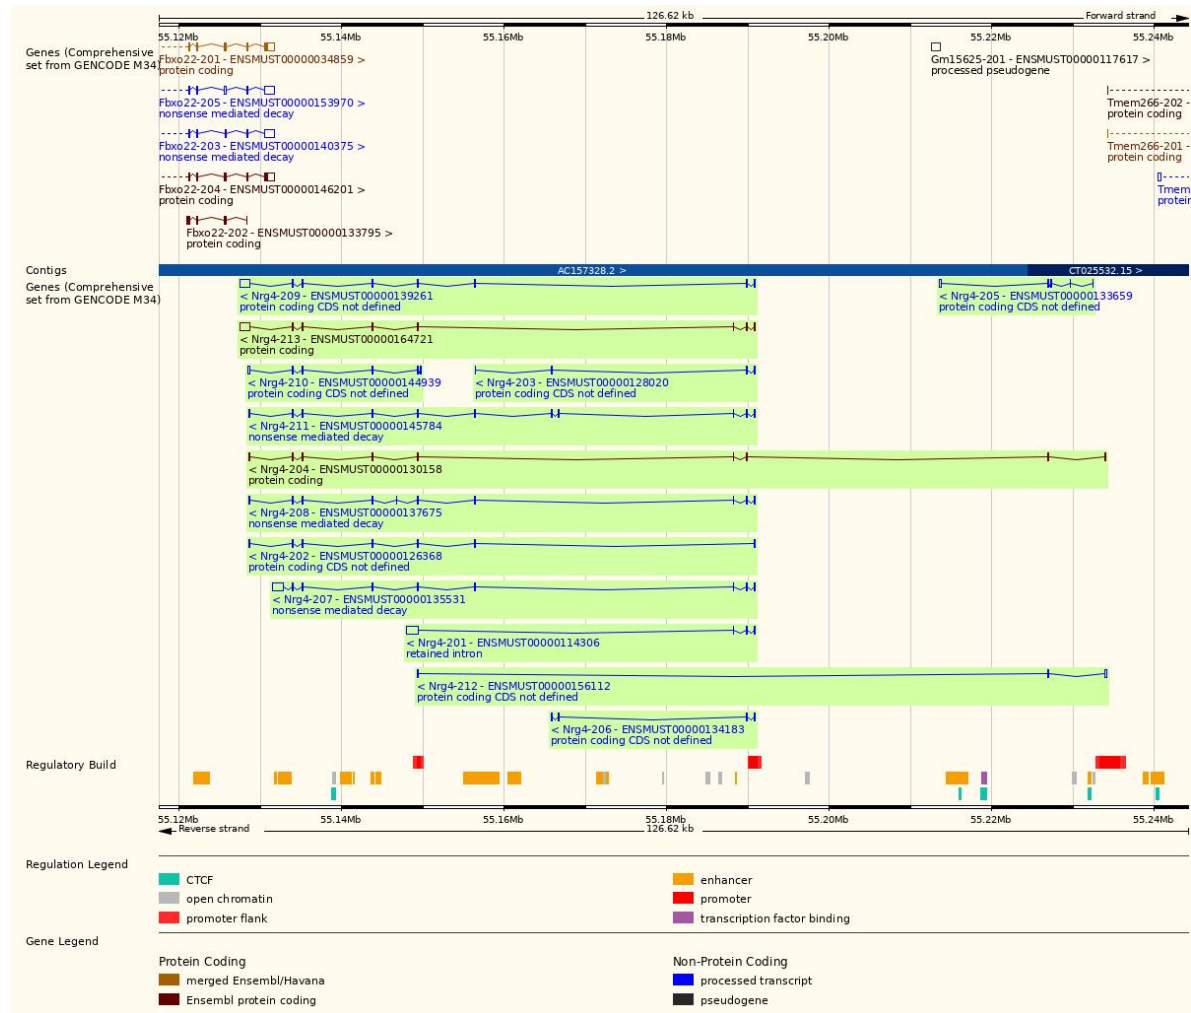 126.62 kb
Forward strand
55.12Mb 55.14Mb 55.16Mb 55.18Mb 55.20Mb 55.22Mb 55.24Mb
Genes (Comprehensive
set from GENCODE M34)
Fbxo22-201 - ENSMUST00000034859 >
protein coding
Gm15625-201 - ENSMUST00000117617 >
processed pseudogene
Fbxo22-205 - ENSMUST00000153970 >
nonsense mediated decay
Tmem266-202 -
protein coding
Fbxo22-203 - ENSMUST00000140375 >
nonsense mediated decay
Tmem266-201 -
protein coding
Fbxo22-204 - ENSMUST00000146201 >
protein coding
Tmem
protein
Fbxo22-202 - ENSMUST00000133795 >
protein coding
Contigs
AC157328.2 >
CT025532.15 >
Genes (Comprehensive
set from GENCODE M34)
< Nrg4-209 - ENSMUST00000139261
protein coding CDS not defined
< Nrg4-205 - ENSMUST00000133659
protein coding CDS not defined
< Nrg4-213 - ENSMUST00000164721
protein coding
< Nrg4-210 - ENSMUST00000144939
protein coding CDS not defined
< Nrg4-203 - ENSMUST00000128020
protein coding CDS not defined
< Nrg4-211 - ENSMUST00000145784
nonsense mediated decay
< Nrg4-204 - ENSMUST00000130158
protein coding
< Nrg4-208 - ENSMUST00000137675
nonsense mediated decay
< Nrg4-202 - ENSMUST00000126368
protein coding CDS not defined
< Nrg4-207 - ENSMUST00000135531
nonsense mediated decay
< Nrg4-201 - ENSMUST00000114306
retained intron
< Nrg4-212 - ENSMUST00000156112
protein coding CDS not defined
< Nrg4-206 - ENSMUST00000134183
protein coding CDS not defined
Regulatory Build
55.12Mb 55.14Mb 55.16Mb 55.18Mb 55.20Mb 55.22Mb 55.24Mb
Reverse strand
126.62 kb
Regulation Legend
CTCF
enhancer
open chromatin
promoter
promoter flank
transcription factor binding
Gene Legend
Protein Coding
Non-Protein Coding
merged Ensembl/Havana
processed transcript
Ensembl protein coding
pseudogene